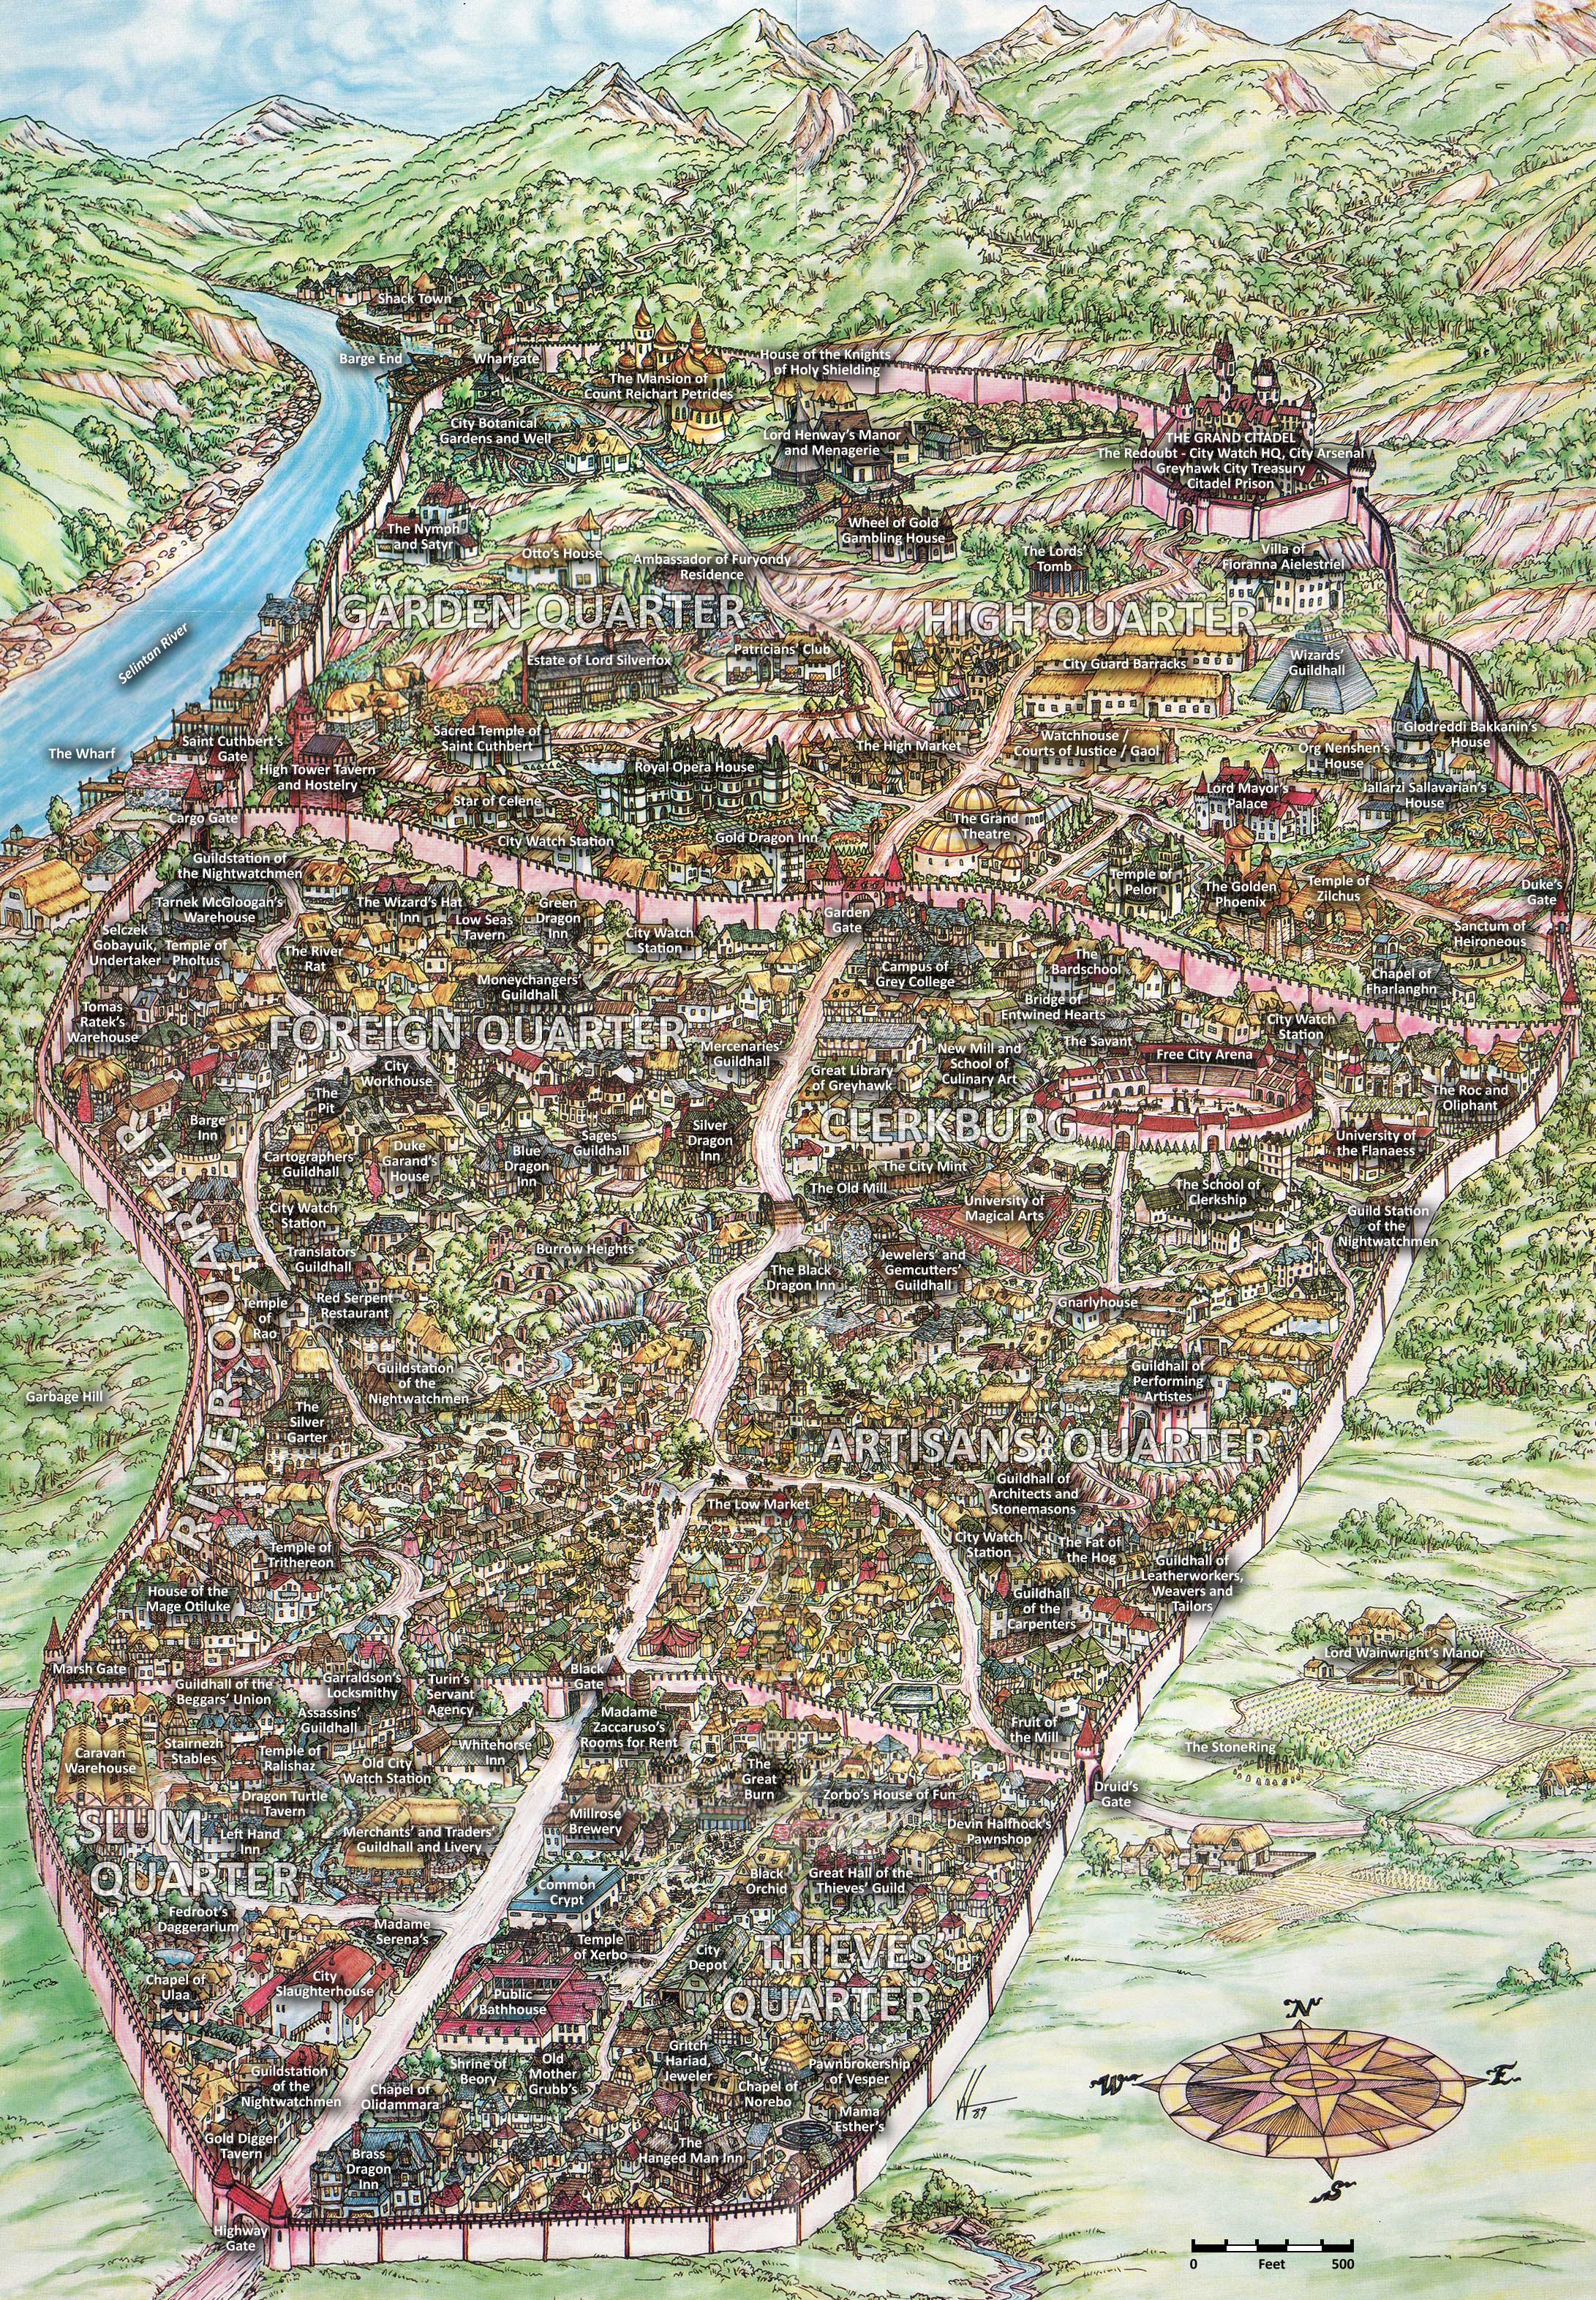 Shack Town
Barge End
Wharfgate
House of the Knights
of Holy Shielding
The Mansion of
Count Reichart Petrides
City Botanical
Gardens and Well
Lord Henway's Manor
and Menagerie
THE GRAND CITADEL
The Redoubt - City Watch HQ, City Arsenal
Greyhawk City Treasury
Citadel Prison
The Nymph
and Satyr
Wheel of Gold
Gambling House
Otto's House
Ambassador of Furyondy
Residence
The Lords'
Tomb
Villa of
Fioranna Aielestriel
GARDEN QUARTER
HIGH QUARTER
Selintan River
Estate of Lord Silverfox
Patricians' Club
City Guard Barracks
Wizards'
Guildhall
The Wharf
Saint Cuthbert's
Gate
Sacred Temple of
Saint Cuthbert
The High Market
Watchhouse /
Courts of Justice / Gaol
Org Nenshen's
House
Glodreddi Bakkanin's
House
High Tower Tavern
and Hostelry
Royal Opera House
Lord Mayor's
Palace
Jallarzi Sallavarian's
House
Star of Celene
Cargo Gate
City Watch Station
Gold Dragon Inn
The Grand
Theatre
Guildstation of
the Nightwatchmen
Temple of
Pelor
The Golden
Phoenix
Temple of
Zilchus
Duke's
Gate
Tarnek McGloogan's
Warehouse
The Wizard's Hat
Inn
Low Seas
Tavern
Green
Dragon
Inn
Garden
Gate
Selczek
Gobayuik,
Undertaker
Temple of
Pholtus
The River
Rat
City Watch
Station
Sanctum of
Heironeous
Moneychangers'
Guildhall
Campus of
Grey College
The
Bardschool
Chapel of
Fharlanghn
Tomas
Ratek's
Warehouse
Bridge of
Entwined Hearts
City Watch
Station
FOREIGN QUARTER
Mercenaries'
Guildhall
The Savant
New Mill and
School of
Culinary Art
Free City Arena
City
Workhouse
Great Library
of Greyhawk
The
Pit
The Roc and
Oliphant
Barge
Inn
CLERKBURG
Silver
Dragon
Inn
Sages'
Guildhall
Cartographers'
Guildhall
Duke
Garand's
House
Blue
Dragon
Inn
University of
the Flanaess
The City Mint
The Old Mill
University of
Magical Arts
The School of
Clerkship
RIVER QUARTER
City Watch
Station
Guild Station
of the
Nightwatchmen
Translators'
Guildhall
Burrow Heights
The Black
Dragon Inn
Jewelers' and
Gemcutters'
Guildhall
Temple
of
Rao
Red Serpent
Restaurant
Gnarlyhouse
Guildstation
of the
Nightwatchmen
Guildhall of
Performing
Artistes
Garbage Hill
The
Silver
Garter
ARTISANS' QUARTER
Guildhall of
Architects and
Stonemasons
The Low Market
City Watch
Station
The Fat of
the Hog
Temple of
Trithereon
Guildhall of
Leatherworkers,
Weavers and
Tailors
House of the
Mage Otiluke
Guildhall
of the
Carpenters
Lord Wainwright's Manor
Marsh Gate
Black
Gate
Guildhall of the
Beggars' Union
Garraldson's
Locksmithy
Turin's
Servant
Agency
Assassins'
Guildhall
Madame
Zaccaruso's
Rooms for Rent
Fruit of
the Mill
Caravan
Warehouse
Stairnezh
Stables
Temple of
Ralishaz
Old City
Watch Station
Whitehorse
Inn
The StoneRing
The
Great
Burn
Druid's
Gate
Dragon Turtle
Tavern
Zorbo's House of Fun
SLUM
QUARTER
Left Hand
Inn
Merchants' and Traders'
Guildhall and Livery
Millrose
Brewery
Devin Halfhock's
Pawnshop
Common
Crypt
Black
Orchid
Great Hall of the
Thieves' Guild
Fedroot's
Daggerarium
Madame
Serena's
Temple
of Xerbo
City
Depot
THIEVES
QUARTER
Chapel of
Ulaa
City
Slaughterhouse
Public
Bathhouse
Guildstation
of the
Nightwatchmen
Chapel of
Olidammara
Shrine of
Beory
Old
Mother
Grubb's
Gritch
Hariad,
Jeweler
Chapel of
Norebo
Pawnbrokership
of Vesper
Mama
Esther's
Gold Digger
Tavern
Brass
Dragon
Inn
The
Hanged Man Inn
Highway
Gate
89
N
W
E
S
0 Feet 500